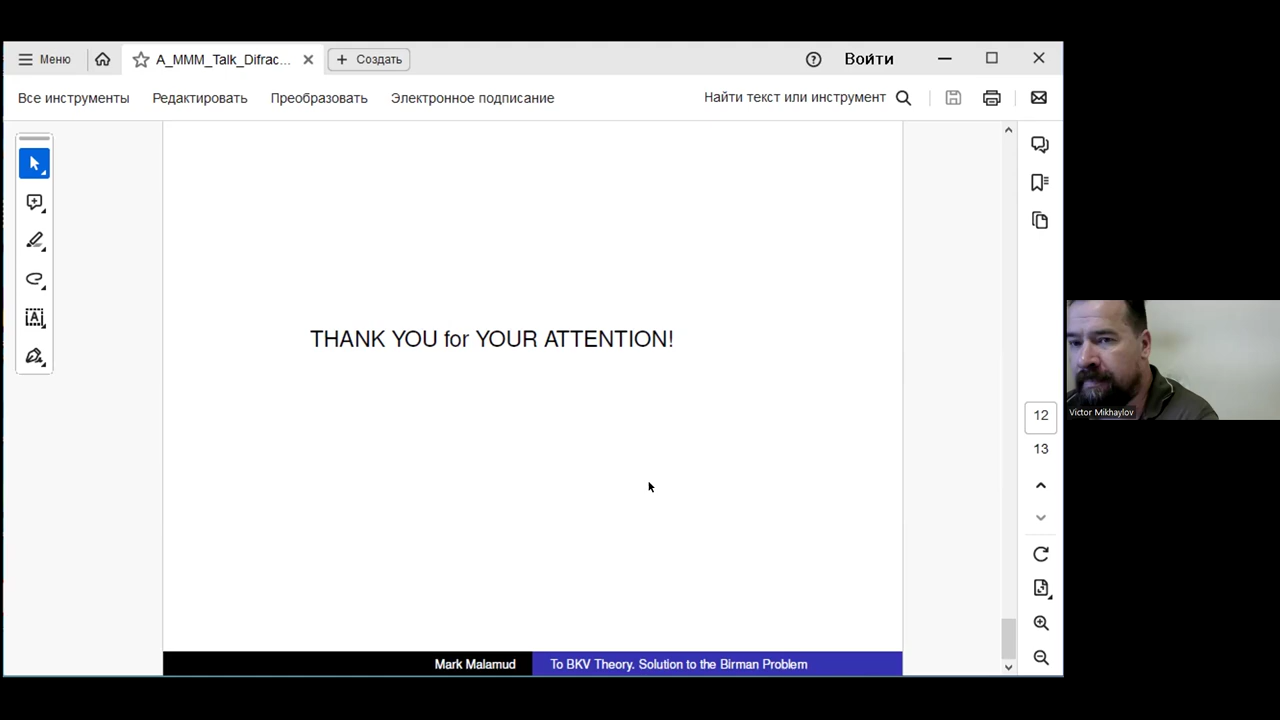 Меню
A_MMM_Talk_Difrac...
Создать
Войти
Все инструменты
Редактировать
Преобразовать
Электронное подписание
Найти текст или инструмент
THANK YOU for YOUR ATTENTION!
12
13
Victor Mikhaylov
Mark Malamud
To BKV Theory. Solution to the Birman Problem